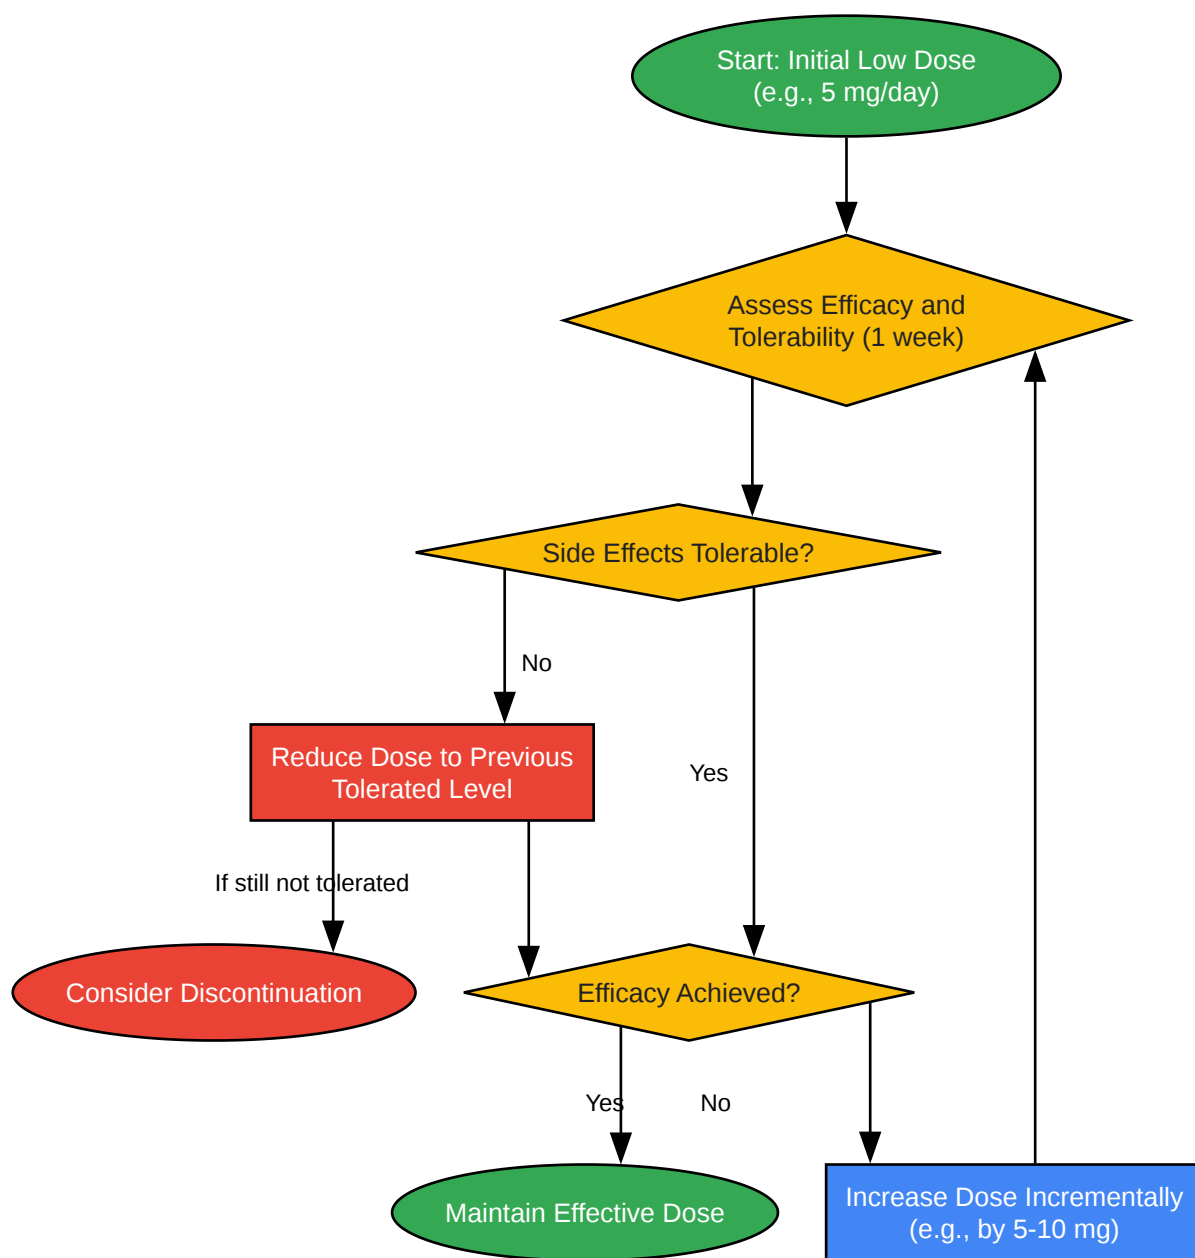 Start: Initial Low Dose
(e.g., 5 mg/day)
Assess Efficacy and
Tolerability (1 week)
Side Effects Tolerable?
No
Reduce Dose to Previous
Tolerated Level
Yes
If still not tolerated
Consider Discontinuation
Efficacy Achieved?
Yes
No
Maintain Effective Dose
Increase Dose Incrementally
(e.g., by 5-10 mg)